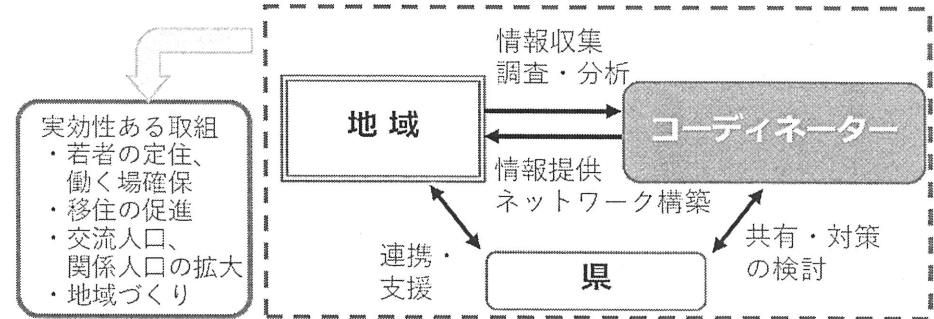 実効性ある取組
・若者の定住、
働く場確保
・移住の促進
・交流人口、
関係人口の拡大
・地域づくり
情報収集
調査・分析
地域
コーディネーター
情報提供
ネットワーク構築
連携・
支援
県
共有・対策
の検討